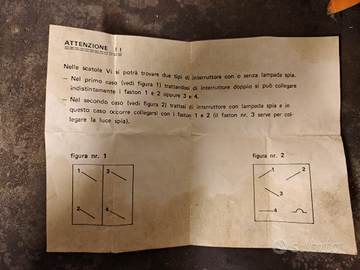 ATTENZIONE !!
Nelle scatole Vi si potrà trovare due tipi di interruttore con o senza lampada spia.
— Nel primo caso (vedi figura 1) trattandosi di interruttore doppio si può collegare
indistintamente i faston 1 e 2 oppure 3 e 4.
— Nel secondo caso (vedi figura 2) trattasi di interruttore con lampada spia e in
questo caso occorre collegarsi con i faston 1 e 2 (il faston nr. 3 serve per col-
legare la luce spia).
figura nr. 1
figura nr. 2
1 3
2 4
1 2
3
4
subito.it